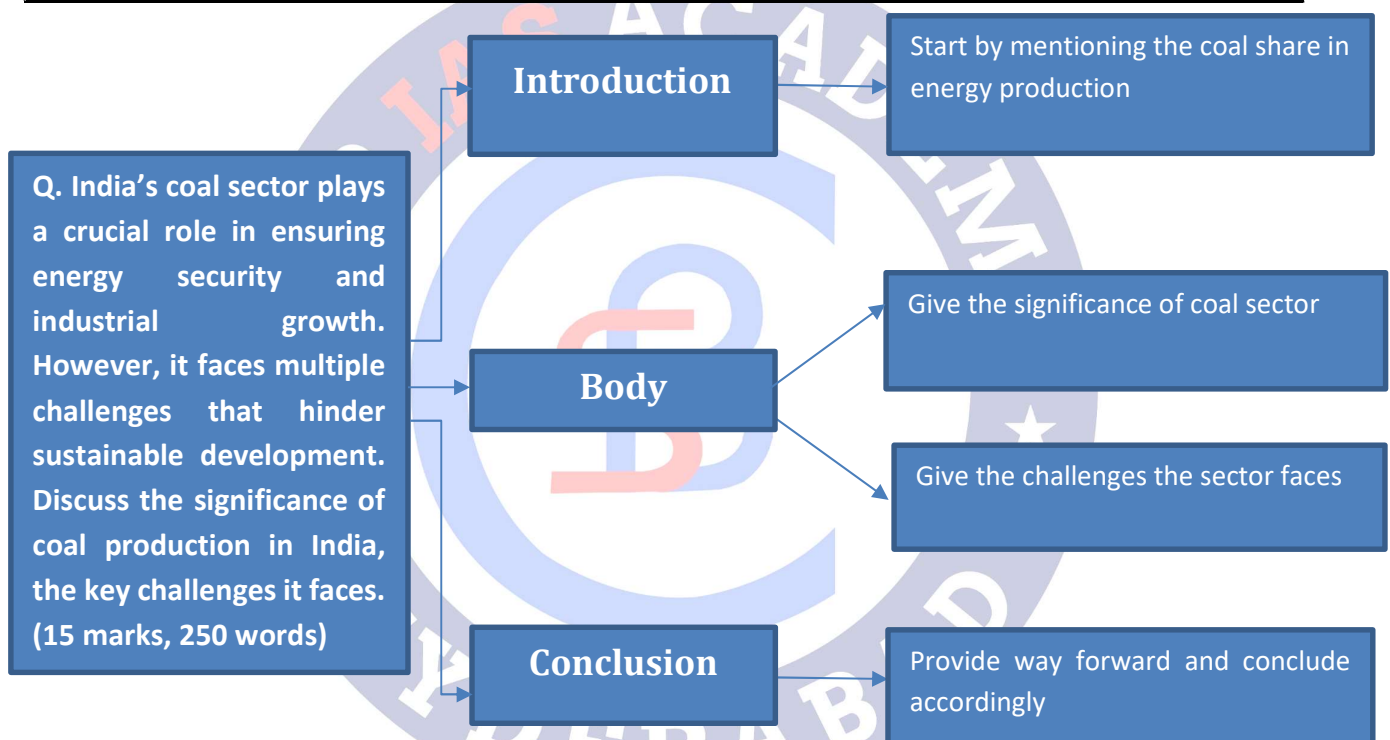 Q. India's coal sector plays
a crucial role in ensuring
energy security and
industrial growth.
However, it faces multiple
challenges that hinder
sustainable development.
Discuss the significance of
coal production in India,
the key challenges it faces.
(15 marks, 250 words)
Introduction
Start by mentioning the coal share in
energy production
Body
Give the significance of coal sector
Give the challenges the sector faces
Conclusion
Provide way forward and conclude
accordingly
IAS ACADEM